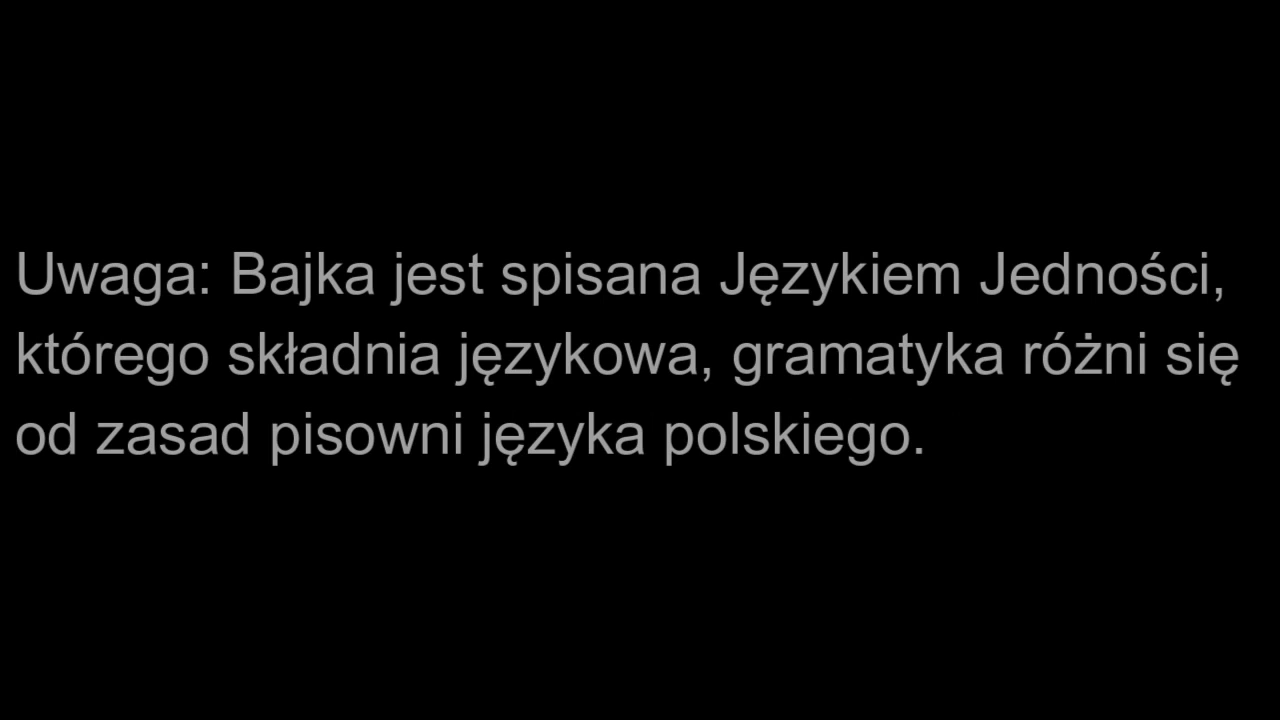 Uwaga: Bajka jest spisana Językiem Jedności,
którego składnia językowa, gramatyka różni się
od zasad pisowni języka polskiego.